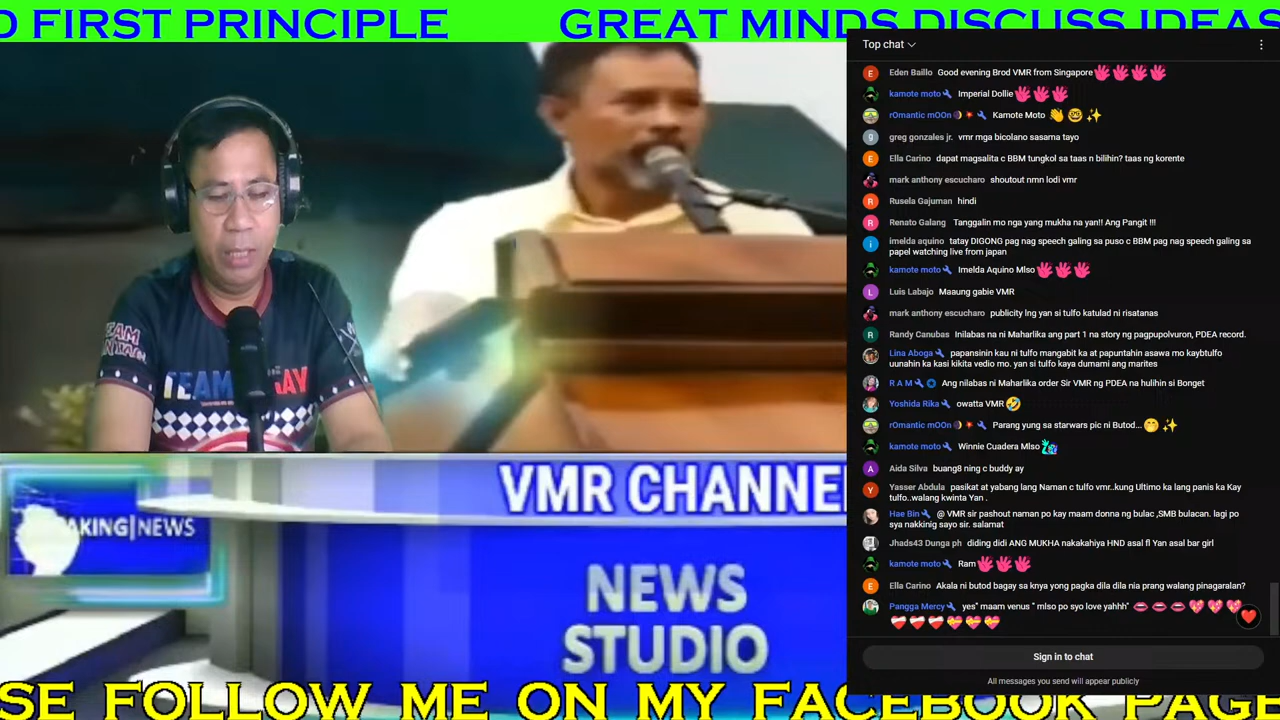 D FIRST PRINCIPLE GREAT MINDS DISCUSS IDEAS
Top chat
Eden Baillo Good evening Brod VMR from Singapore
kamote moto Imperial Dollie
rOmantic mOOn Kamote Moto
greg gonzales jr. vmr mga bicolano sasama tayo
Ella Carino dapat magsalita c BBM tungkol sa taas n bilihin? taas ng korente
mark anthony escucharo shoutout nmn lodi vmr
Rusela Gajuman hindi
Renato Galang Tanggalin mo nga yang mukha na yan!! Ang Pangit !!!
imelda aquino tatay DIGONG pag nag speech galing sa puso c BBM pag nag speech galing sa
papel watching live from japan
kamote moto Imelda Aquino Mlso
Luis Labajo Maaung gabie VMR
mark anthony escucharo publicity lng yan si tulfo katulad ni risatanas
Randy Canubas Inilabas na ni Maharlika ang part 1 na story ng pagpupolvuron, PDEA record.
Lina Aboga papansinin kau ni tulfo mangabit ka at papuntahin asawa mo kaybtulfo
uunahin ka kasi kikita vedio mo. yan si tulfo kaya dumami ang marites
R A M Ang nilabas ni Maharlika order Sir VMR ng PDEA na hulihin si Bonget
Yoshida Rika owatta VMR
rOmantic mOOn Parang yung sa starwars pic ni Butod...
kamote moto Winnie Cuadera Mlso
Aida Silva buang8 ning c buddy ay
Yasser Abdula pasikat at yabang lang Naman c tulfo vmr..kung Ultimo ka lang panis ka Kay
tulfo..walang kwinta Yan .
Hae Bin @ VMR sir pashout naman po kay maam donna ng bulac ,SMB bulacan. lagi po
sya nakkinig sayo sir. salamat
Jhads43 Dunga ph diding didi ANG MUKHA nakakahiya HND asal fl Yan asal bar girl
kamote moto Ram
Ella Carino Akala ni butod bagay sa knya yong pagka dila dila nia prang walang pinagaralan?
Pangga Mercy yes" maam venus " mlso po syo love yahhh"
Sign in to chat
All messages you send will appear publicly
TEAM
VMR CHANNE
AKING|NEWS
NEWS
STUDIO
SE FOLLOW ME ON MY FACEBOOK PAGE